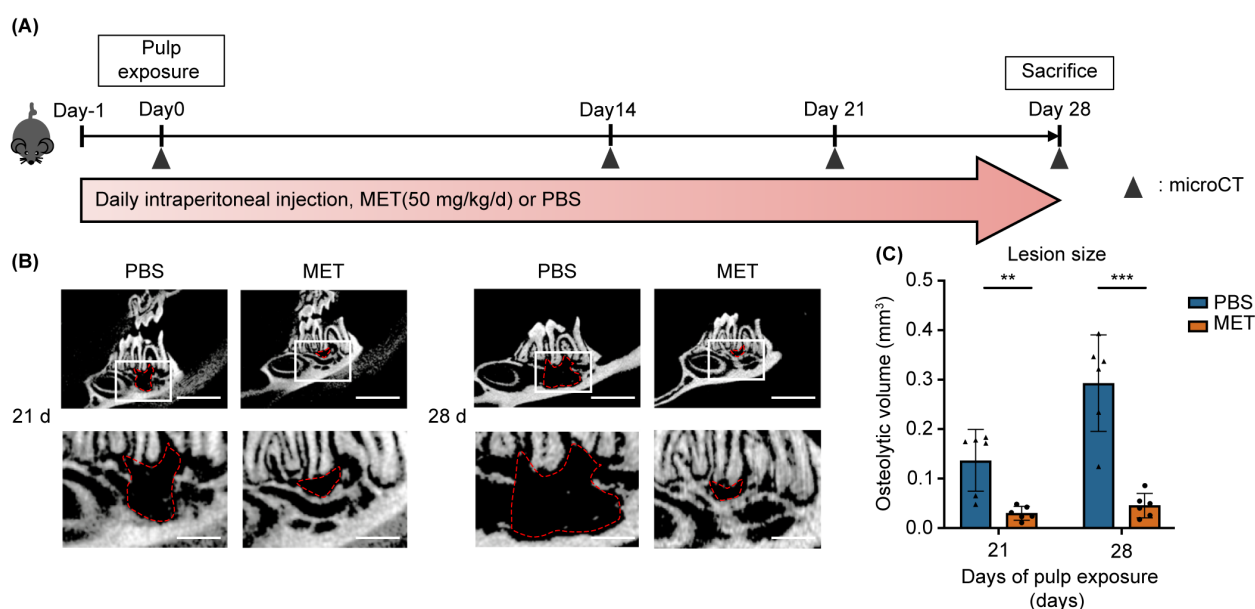 (A)
Pulp
exposure
Sacrifice
Day-1
Day0
Day14
Day 21
Day 28
Daily intraperitoneal injection, MET(50 mg/kg/d) or PBS
: microCT
(B)
PBS
MET
PBS
MET
21 d
28 d
(C)
Lesion size
Osteolytic volume (mm³)
0.5
0.4
0.3
0.2
0.1
0.0
**
***
PBS
MET
21
28
Days of pulp exposure
(days)